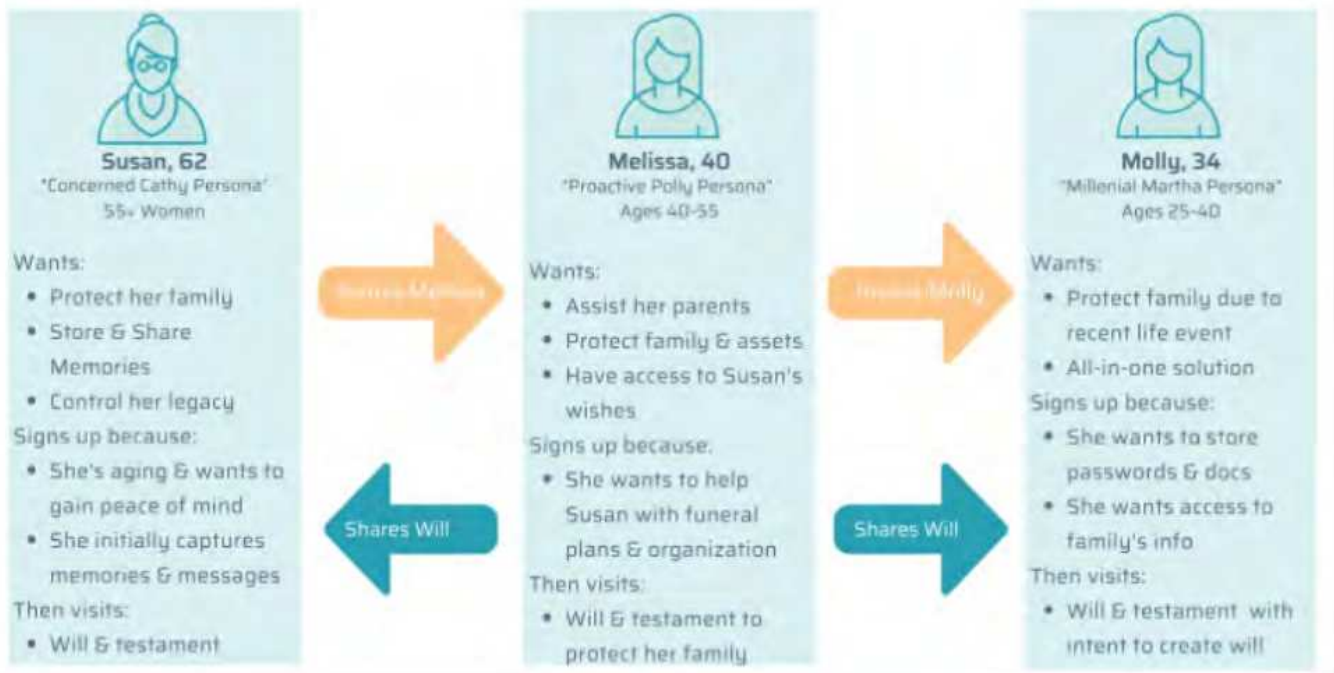 Susan, 62
"Concerned Cathy Persona"
55+ Women
Wants:
• Protect her family
• Store & Share
Memories
• Control her legacy
Signs up because:
• She's aging & wants to
gain peace of mind
• She initially captures
memories & messages
Then visits:
• Will & testament
Invites Melissa
Shares Will
Melissa, 40
"Proactive Polly Persona"
Ages 40-55
Wants:
• Assist her parents
• Protect family & assets
• Have access to Susan's
wishes
Signs up because:
• She wants to help
Susan with funeral
plans & organization
Then visits:
• Will & testament to
protect her family
Invites Molly
Shares Will
Molly, 34
"Millenial Martha Persona"
Ages 25-40
Wants:
• Protect family due to
recent life event
• All-in-one solution
Signs up because:
• She wants to store
passwords & docs
• She wants access to
family's info
Then visits:
• Will & testament with
intent to create will